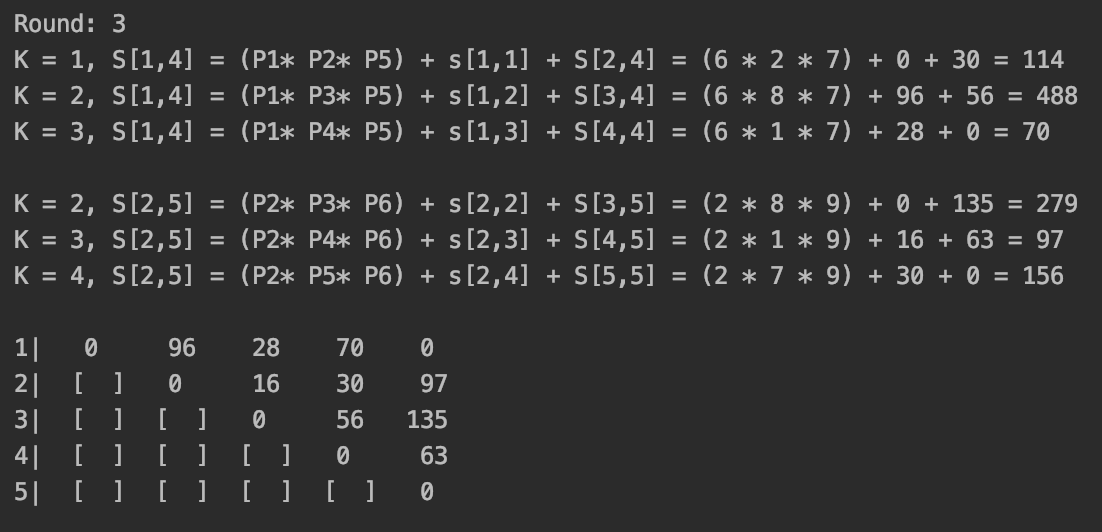 Round: 3
K = 1, S[1,4] = (P1* P2* P5) + s[1,1] + S[2,4] = (6 * 2 * 7) + 0 + 30 = 114
K = 2, S[1,4] = (P1* P3* P5) + s[1,2] + S[3,4] = (6 * 8 * 7) + 96 + 56 = 488
K = 3, S[1,4] = (P1* P4* P5) + s[1,3] + S[4,4] = (6 * 1 * 7) + 28 + 0 = 70
K = 2, S[2,5] = (P2* P3* P6) + s[2,2] + S[3,5] = (2 * 8 * 9) + 0 + 135 = 279
K = 3, S[2,5] = (P2* P4* P6) + s[2,3] + S[4,5] = (2 * 1 * 9) + 16 + 63 = 97
K = 4, S[2,5] = (P2* P5* P6) + s[2,4] + S[5,5] = (2 * 7 * 9) + 30 + 0 = 156
1|   0     96    28    70    0
2|  [  ]   0     16    30    97
3|  [  ]  [  ]   0     56   135
4|  [  ]  [  ]  [  ]   0     63
5|  [  ]  [  ]  [  ]  [  ]   0